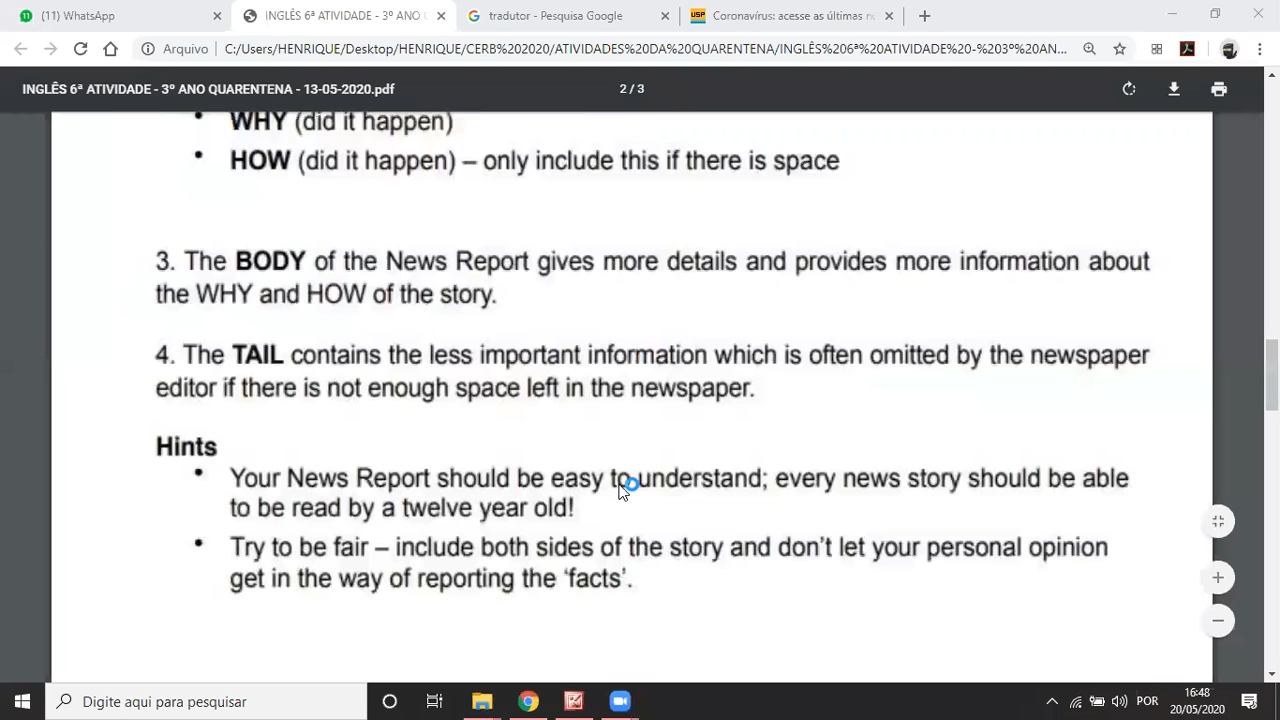 (11) WhatsApp
INGLÊS 6ª ATIVIDADE - 3º ANO
tradutor - Pesquisa Google
USP Coronavírus: acesse as últimas
Arquivo
C:/Users/HENRIQUE/Desktop/HENRIQUE/CERB%202020/ATIVIDADES%20DA%20QUARENTENA/INGLÊS%206ª%20ATIVIDADE%20-%203º%20AN...
INGLÊS 6ª ATIVIDADE - 3º ANO QUARENTENA - 13-05-2020.pdf
2 / 3
• WHY (did it happen)
• HOW (did it happen) – only include this if there is space
3. The BODY of the News Report gives more details and provides more information about
the WHY and HOW of the story.
4. The TAIL contains the less important information which is often omitted by the newspaper
editor if there is not enough space left in the newspaper.
Hints
• Your News Report should be easy to understand; every news story should be able
to be read by a twelve year old!
• Try to be fair – include both sides of the story and don't let your personal opinion
get in the way of reporting the 'facts'.
Digite aqui para pesquisar
POR
16:48
20/05/2020